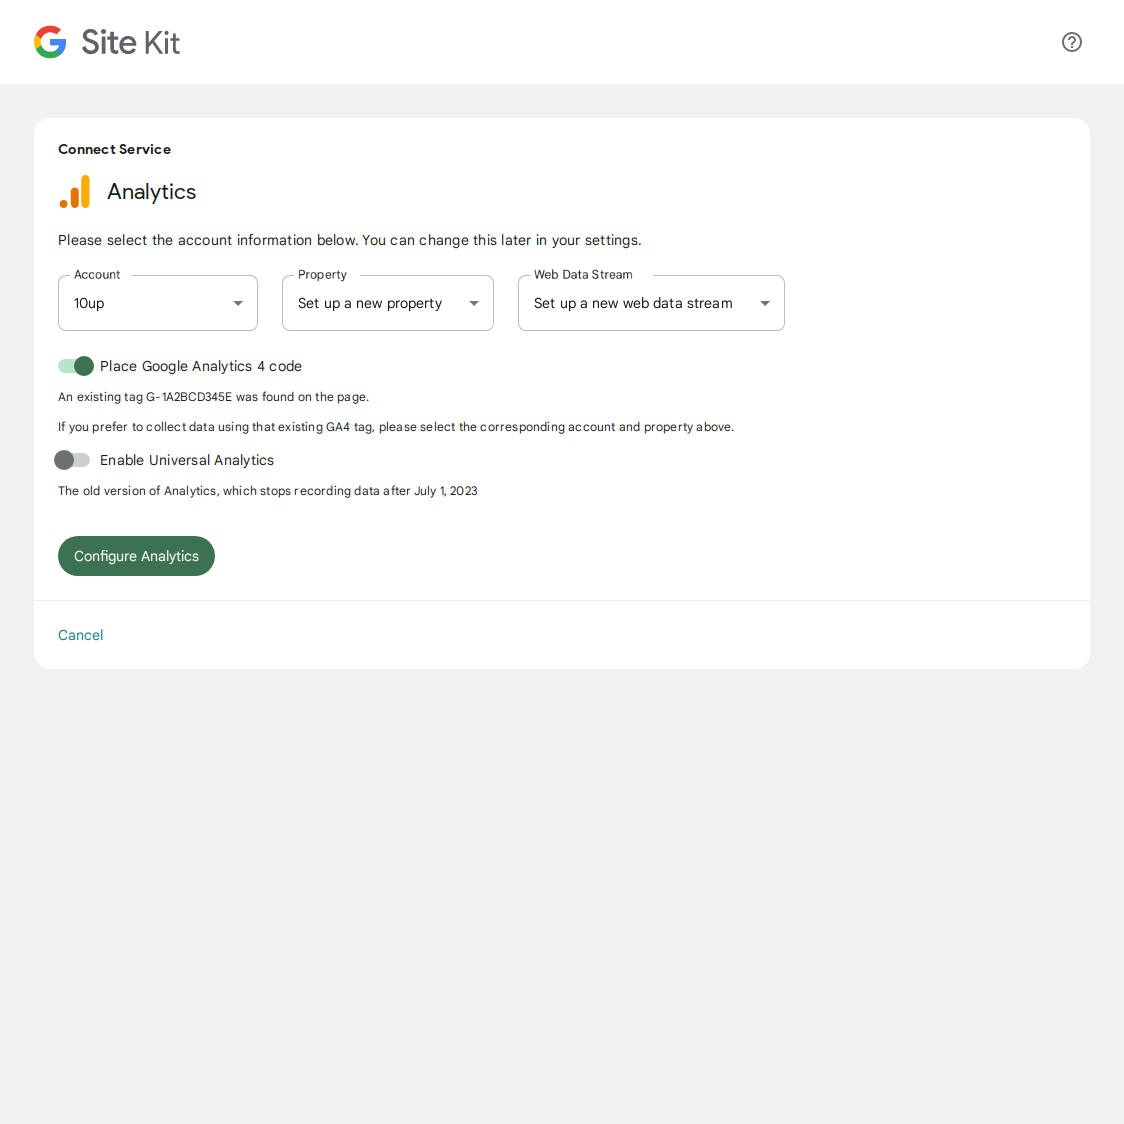 Site Kit
Connect Service
Analytics
Please select the account information below. You can change this later in your settings.
Account
Property
Web Data Stream
10up
Set up a new property
Set up a new web data stream
Place Google Analytics 4 code
An existing tag G-1A2BCD345E was found on the page.
If you prefer to collect data using that existing GA4 tag, please select the corresponding account and property above.
Enable Universal Analytics
The old version of Analytics, which stops recording data after July 1, 2023
Configure Analytics
Cancel